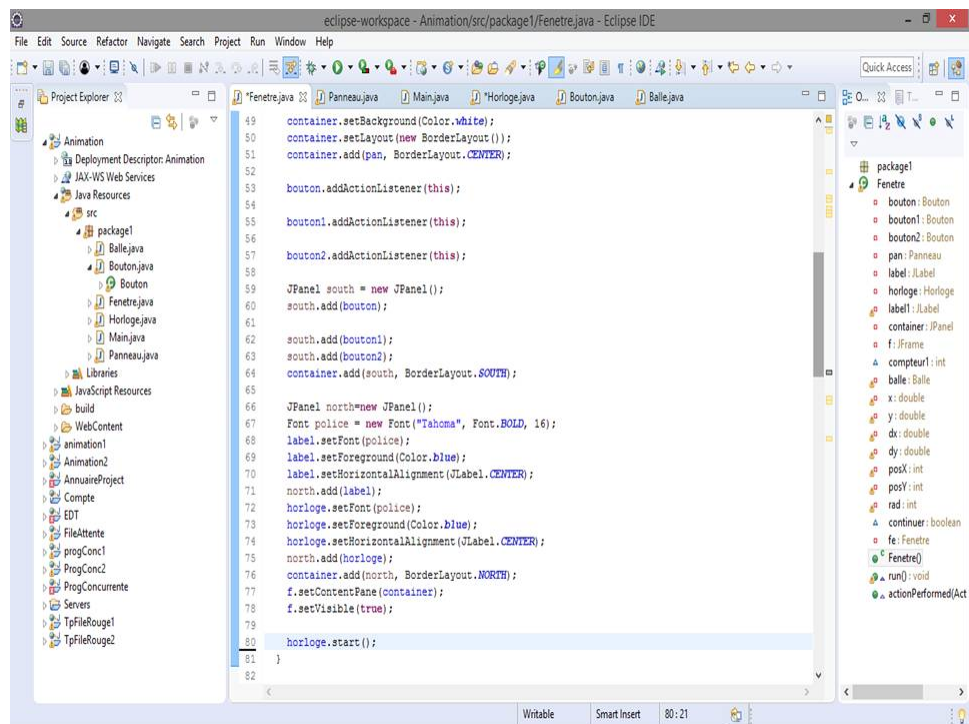 eclipse-workspace - Animation/src/package1/Fenetre.java - Eclipse IDE
File Edit Source Refactor Navigate Search Project Run Window Help
Quick Access
Project Explorer
Animation
Deployment Descriptor: Animation
JAX-WS Web Services
Java Resources
src
package1
Balle.java
Bouton.java
Bouton
Fenetre.java
Horloge.java
Main.java
Panneau.java
Libraries
JavaScript Resources
build
WebContent
animation1
Animation2
AnnuaireProject
Compte
EDT
FileAttente
progConc1
ProgConc2
ProgConcurrente
Servers
TpFileRouge1
TpFileRouge2
*Fenetre.java Panneau.java Main.java *Horloge.java Bouton.java Balle.java
49 container.setBackground(Color.white);
50 container.setLayout(new BorderLayout());
51 container.add(pan, BorderLayout.CENTER);
52
53 bouton.addActionListener(this);
54
55 bouton1.addActionListener(this);
56
57 bouton2.addActionListener(this);
58
59 JPanel south = new JPanel();
60 south.add(bouton);
61
62 south.add(bouton1);
63 south.add(bouton2);
64 container.add(south, BorderLayout.SOUTH);
65
66 JPanel north=new JPanel();
67 Font police = new Font("Tahoma", Font.BOLD, 16);
68 label.setFont(police);
69 label.setForeground(Color.blue);
70 label.setHorizontalAlignment(JLabel.CENTER);
71 north.add(label);
72 horloge.setFont(police);
73 horloge.setForeground(Color.blue);
74 horloge.setHorizontalAlignment(JLabel.CENTER);
75 north.add(horloge);
76 container.add(north, BorderLayout.NORTH);
77 f.setContentPane(container);
78 f.setVisible(true);
79
80 horloge.start();
81 }
82
O... T...
package1
Fenetre
bouton : Bouton
bouton1 : Bouton
bouton2 : Bouton
pan : Panneau
label : JLabel
horloge : Horloge
label1 : JLabel
container : JPanel
f : JFrame
compteur1 : int
balle : Balle
x : double
y : double
dx : double
dy : double
posX : int
posY : int
rad : int
continuer : boolean
fe : Fenetre
Fenetre()
run() : void
actionPerformed(Act
Writable Smart Insert 80 : 21